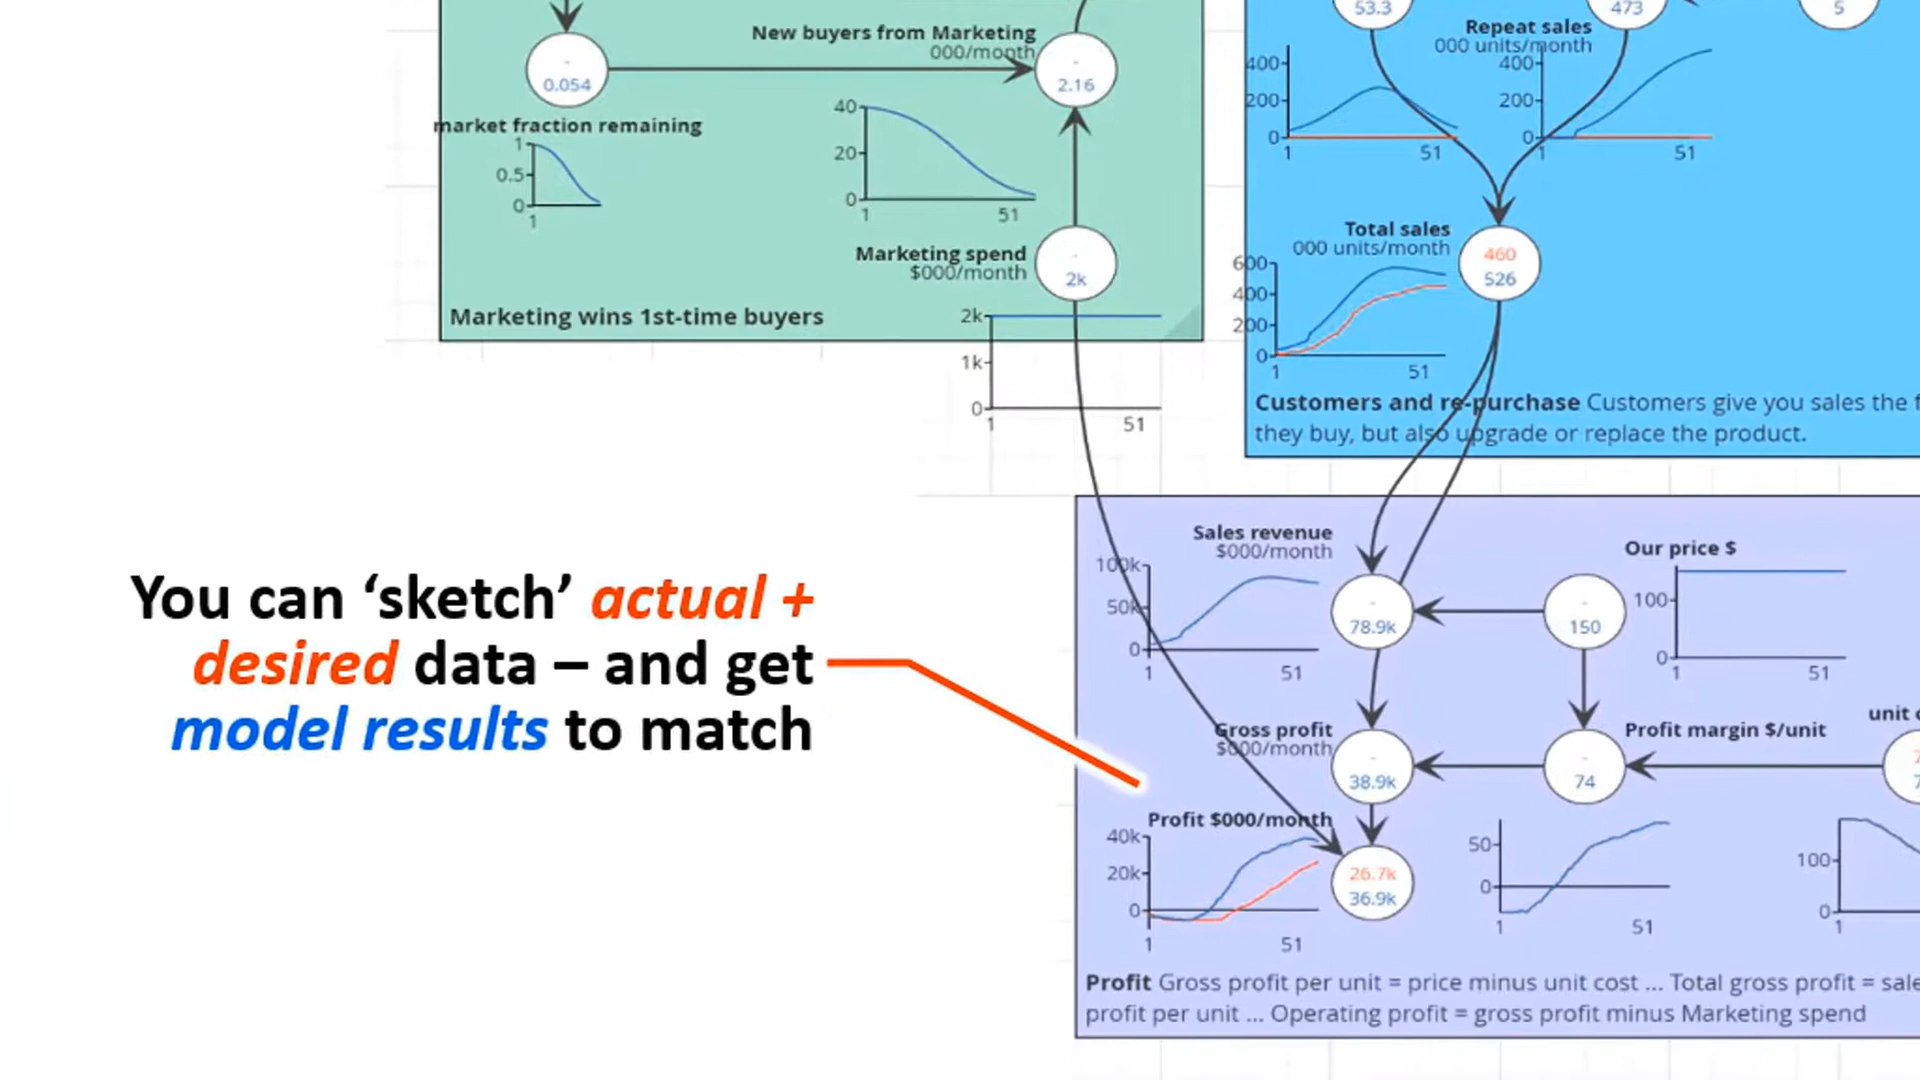 New buyers from Marketing
000/month
-
0.054
-
2.16
market fraction remaining
1
0.5
0
1
40
20
0
1
51
Marketing spend
$000/month
-
2k
Marketing wins 1st-time buyers
2k
1k
0
1
51
53.3
473
5
Repeat sales
000 units/month
400
200
0
1
51
400
200
0
1
51
Total sales
000 units/month
460
526
600
400
200
0
1
51
Customers and re-purchase Customers give you sales the
they buy, but also upgrade or replace the product.
You can ‘sketch’ actual +
desired data – and get
model results to match
Sales revenue
$000/month
100k
50k
0
1
51
-
78.9k
-
150
Our price $
100
0
1
51
Gross profit
$000/month
-
38.9k
-
74
Profit margin $/unit
unit
Profit $000/month
40k
20k
0
1
51
26.7k
36.9k
50
0
1
51
100
0
1
Profit Gross profit per unit = price minus unit cost ... Total gross profit =
profit per unit ... Operating profit = gross profit minus Marketing spend